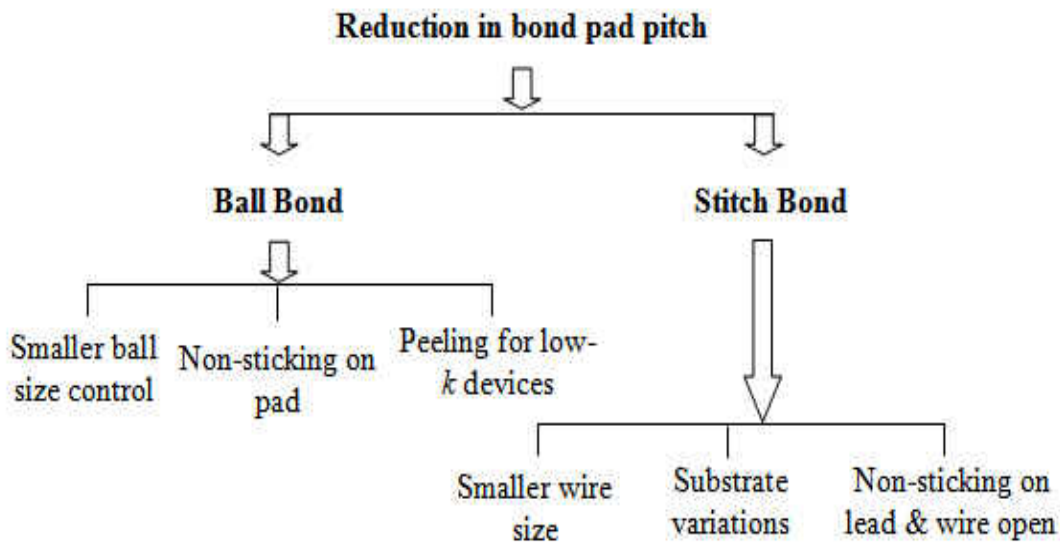 Reduction in bond pad pitch
Ball Bond
Stitch Bond
Smaller ball
size control
Non-sticking on
pad
Peeling for low-
k devices
Smaller wire
size
Substrate
variations
Non-sticking on
lead & wire open